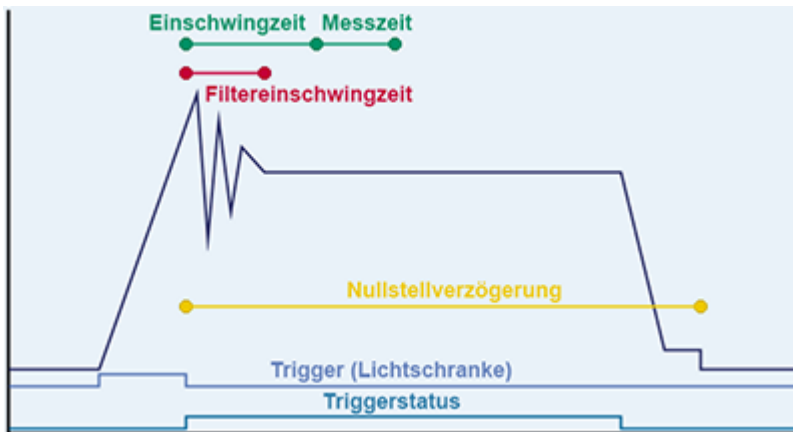 Einschwingzeit Messzeit
Filtereinschwingzeit
Nullstellverzögerung
Trigger (Lichtschranke)
Triggerstatus